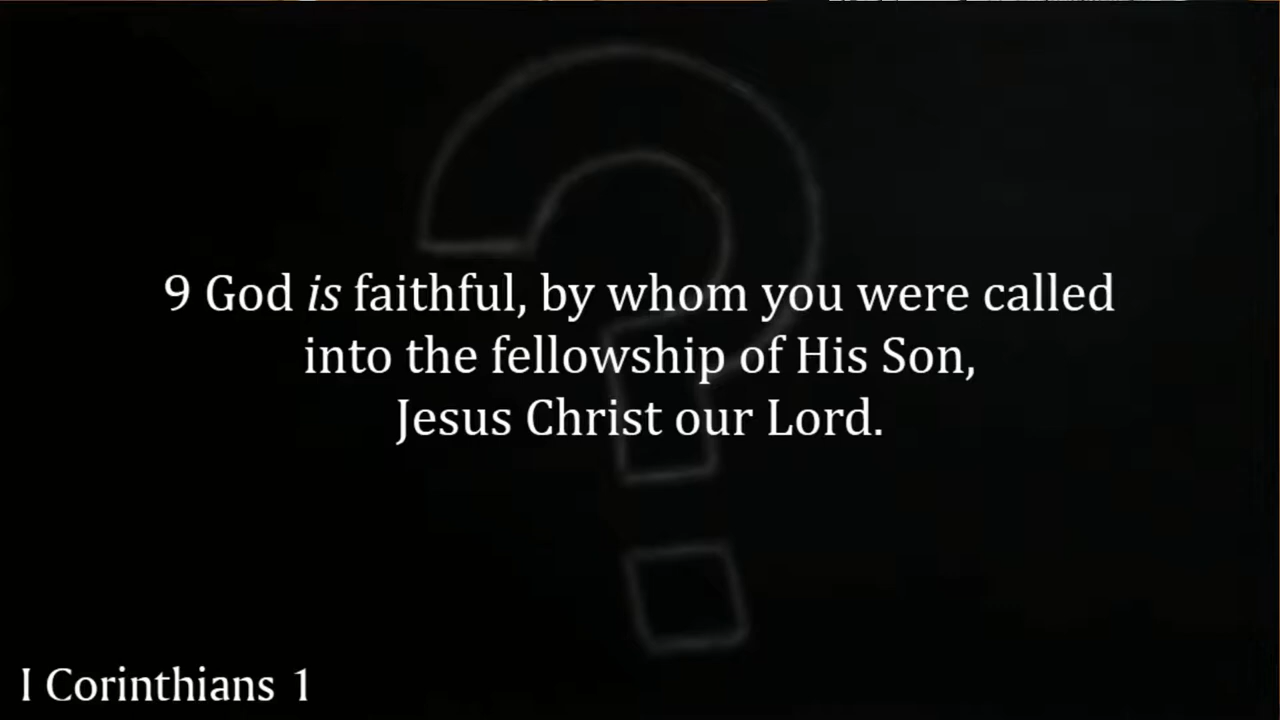 9 God is faithful, by whom you were called
into the fellowship of His Son,
Jesus Christ our Lord.
I Corinthians 1